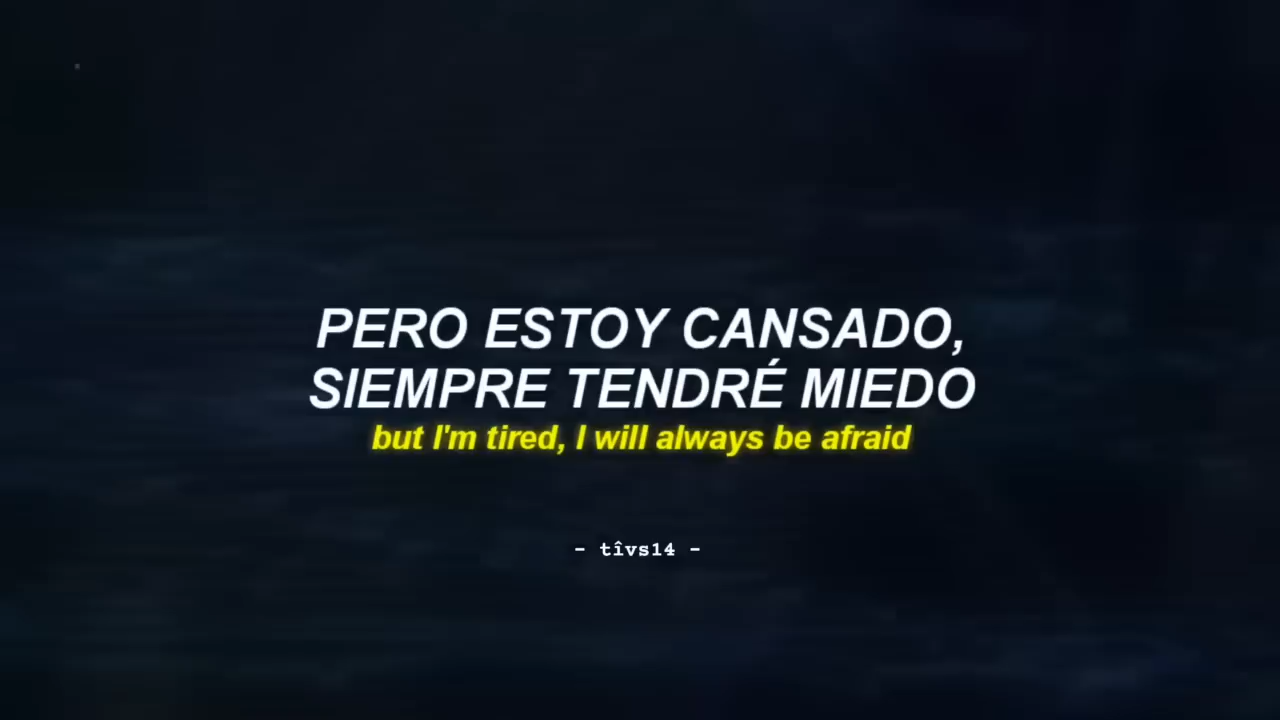 PERO ESTOY CANSADO,
SIEMPRE TENDRÉ MIEDO
but I'm tired, I will always be afraid
- tîvs14 -